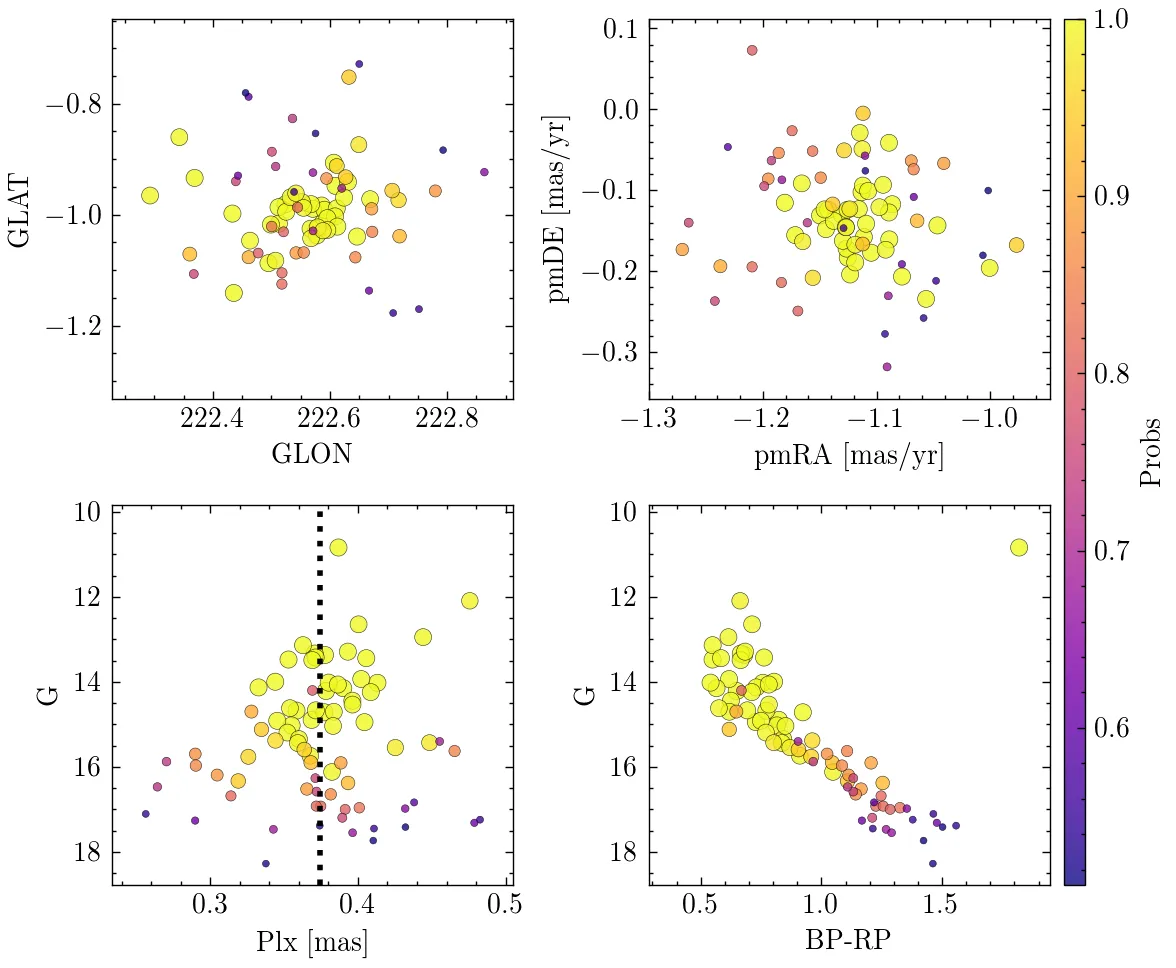 −0.8
−1.0
−1.2
GLAT
222.4 222.6 222.8
GLON
0.1
0.0
−0.1
−0.2
−0.3
pmDE [mas/yr]
−1.3 −1.2 −1.1 −1.0
pmRA [mas/yr]
10
12
14
16
18
G
0.3 0.4 0.5
Plx [mas]
10
12
14
16
18
G
0.5 1.0 1.5
BP-RP
1.0
0.9
0.8
0.7
0.6
Probs